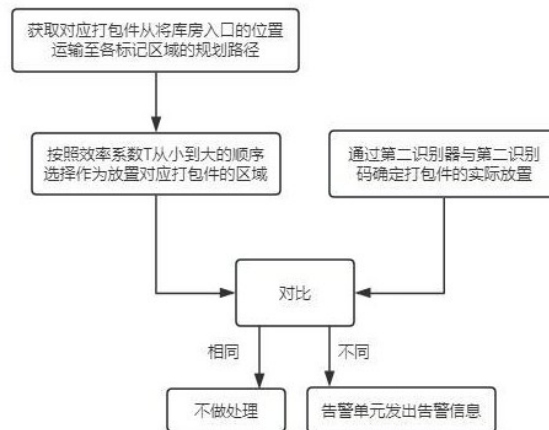 获取对应打包件从将库房入口的位置
运输至各标记区域的规划路径
按照效率系数T从小到大的顺序
选择作为放置对应打包件的区域
通过第二识别器与第二识别
码确定打包件的实际放置
对比
相同
不同
不做处理
告警单元发出告警信息